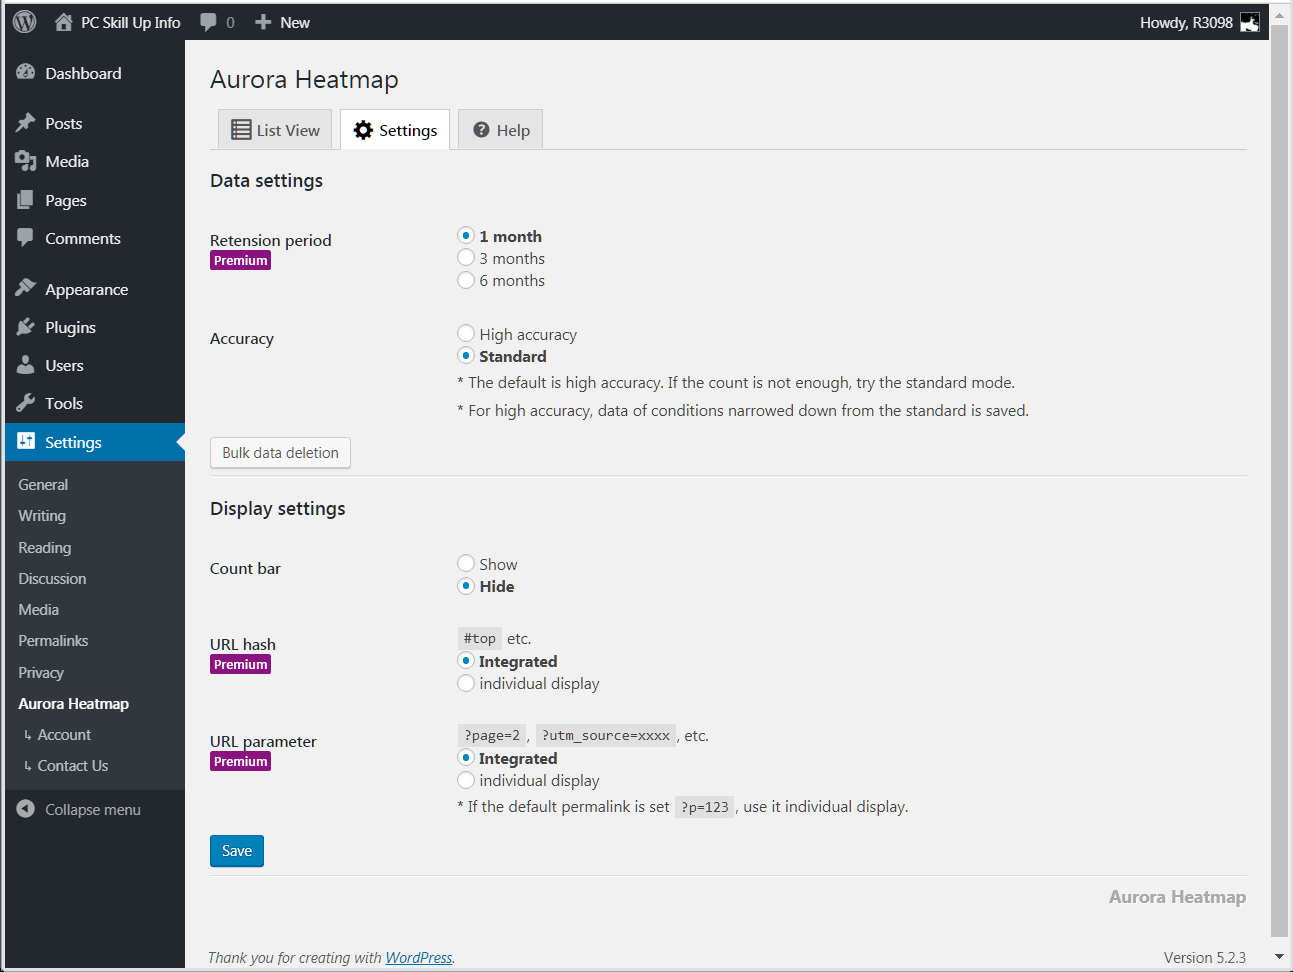 PC Skill Up Info 0 New Howdy, R3098
Dashboard
Posts
Media
Pages
Comments
Appearance
Plugins
Users
Tools
Settings
General
Writing
Reading
Discussion
Media
Permalinks
Privacy
Aurora Heatmap
↳ Account
↳ Contact Us
Collapse menu
Aurora Heatmap
List View Settings Help
Data settings
Retension period
Premium
1 month
3 months
6 months
Accuracy
High accuracy
Standard
* The default is high accuracy. If the count is not enough, try the standard mode.
* For high accuracy, data of conditions narrowed down from the standard is saved.
Bulk data deletion
Display settings
Count bar
Show
Hide
URL hash
Premium
#top etc.
Integrated
individual display
URL parameter
Premium
?page=2 , ?utm_source=xxxx , etc.
Integrated
individual display
* If the default permalink is set ?p=123 , use it individual display.
Save
Aurora Heatmap
Thank you for creating with WordPress. Version 5.2.3